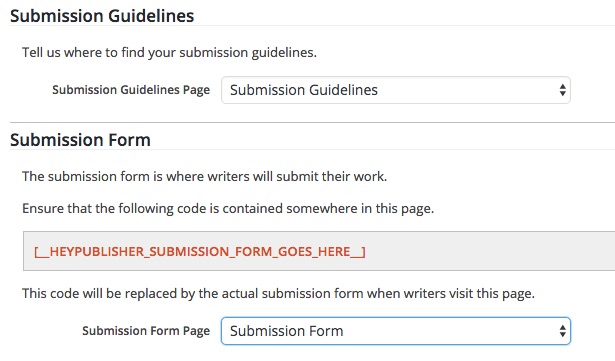 Submission Guidelines
Tell us where to find your submission guidelines.
Submission Guidelines Page Submission Guidelines
Submission Form
The submission form is where writers will submit their work.
Ensure that the following code is contained somewhere in this page.
[__HEYPUBLISHER_SUBMISSION_FORM_GOES_HERE__]
This code will be replaced by the actual submission form when writers visit this page.
Submission Form Page Submission Form